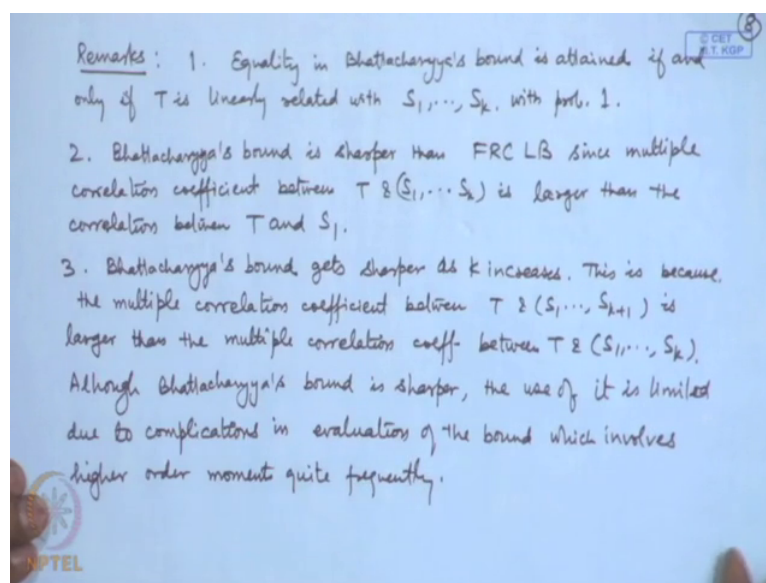 8
© CET
I.I.T. KGP
Remarks : 1. Equality in Bhattacharyya's bound is attained if and
only if T is linearly related with S1, ..., Sk, with prob. 1.
2. Bhattacharyya's bound is sharper than FRC LB since multiple
correlation coefficient between T & (S1, ... Sk) is larger than the
correlation between T and S1.
3. Bhattacharyya's bound gets sharper as k increases. This is because
the multiple correlation coefficient between T & (S1, ..., Sk+1) is
larger than the multiple correlation coeff- between T & (S1, ..., Sk).
Alhough Bhattacharyya's bound is sharper, the use of it is limited
due to complications in evaluation of the bound which involves
higher order moments quite frequently.
NPTEL